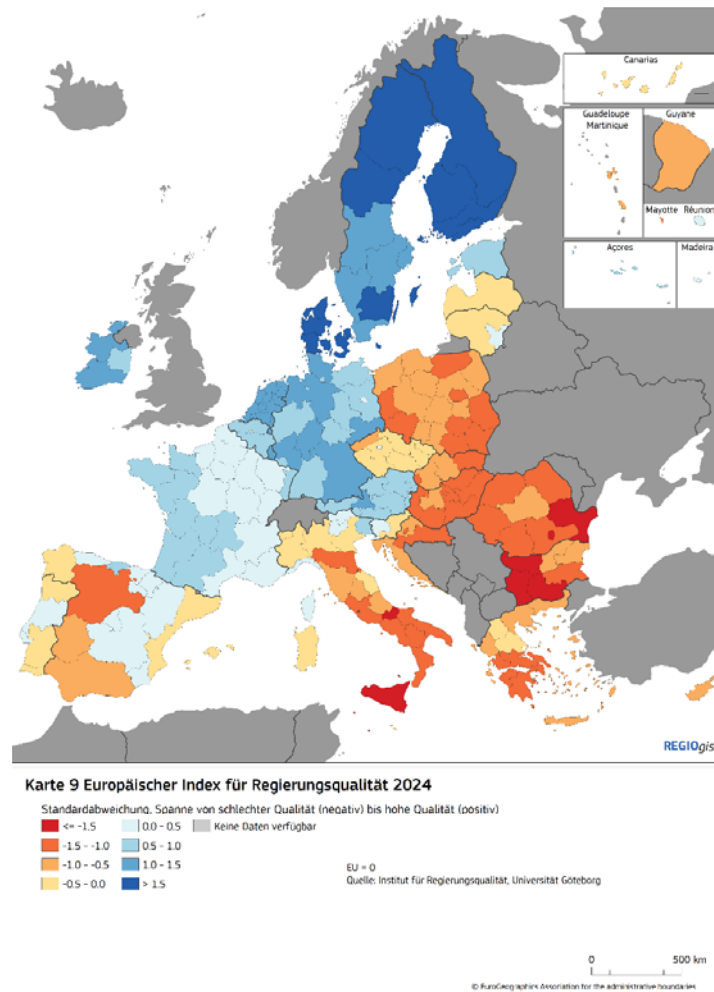 Canarias
Guadeloupe
Martinique
Guyane
Mayotte
Réunion
Açores
Madeira
REGIOgis
Karte 9 Europäischer Index für Regierungsqualität 2024
Standardabweichung, Spanne von schlechter Qualität (negativ) bis hohe Qualität (positiv)
<= -1.5
0.0 - 0.5
Keine Daten verfügbar
-1.5 - -1.0
0.5 - 1.0
-1.0 - -0.5
1.0 - 1.5
-0.5 - 0.0
> 1.5
EU = 0
Quelle: Institut für Regierungsqualität, Universität Göteborg
0
500 km
© EuroGeographics Association for the administrative boundaries